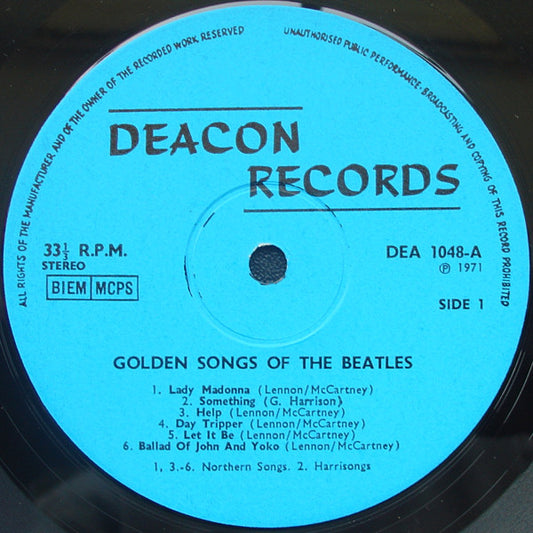 ALL RIGHTS OF THE MANUFACTURER AND OF THE OWNER OF THE RECORDED WORK RESERVED
UNAUTHORISED PUBLIC PERFORMANCE, BROADCASTING AND COPYING OF THIS RECORD PROHIBITED
DEACON
RECORDS
33⅓ R.P.M.
STEREO
BIEM MCPS
DEA 1048-A
℗ 1971
SIDE 1
GOLDEN SONGS OF THE BEATLES
1. Lady Madonna (Lennon/McCartney)
2. Something (G. Harrison)
3. Help (Lennon/McCartney)
4. Day Tripper (Lennon/McCartney)
5. Let It Be (Lennon/McCartney)
6. Ballad Of John And Yoko (Lennon/McCartney)
1, 3.-6. Northern Songs. 2. Harrisongs